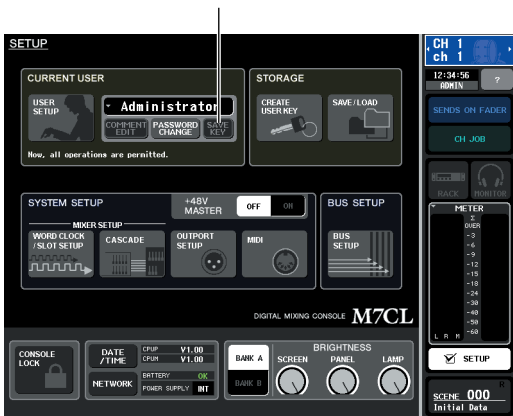 SETUP
CURRENT USER
USER
SETUP
Administrator
COMMENT
EDIT
PASSWORD
CHANGE
SAVE
KEY
Now, all operations are permitted.
STORAGE
CREATE
USER KEY
SAVE/LOAD
SYSTEM SETUP
+48V
MASTER
OFF
ON
MIXER SETUP
WORD CLOCK
/SLOT SETUP
CASCADE
OUTPORT
SETUP
MIDI
BUS SETUP
BUS
SETUP
DIGITAL MIXING CONSOLE M7CL
CONSOLE
LOCK
DATE
/TIME
CPUP V1.00
CPUM V1.00
NETWORK
BATTERY OK
POWER SUPPLY INT
BANK A
BANK B
BRIGHTNESS
SCREEN
PANEL
LAMP
CH 1
ch 1
12:34:56
ADMIN
?
SENDS ON FADER
CH JOB
RACK
MONITOR
METER
Σ
OVER
-3
-6
-9
-12
-15
-18
-24
-30
-40
-50
-60
L R M
SETUP
R
SCENE 000
Initial Data